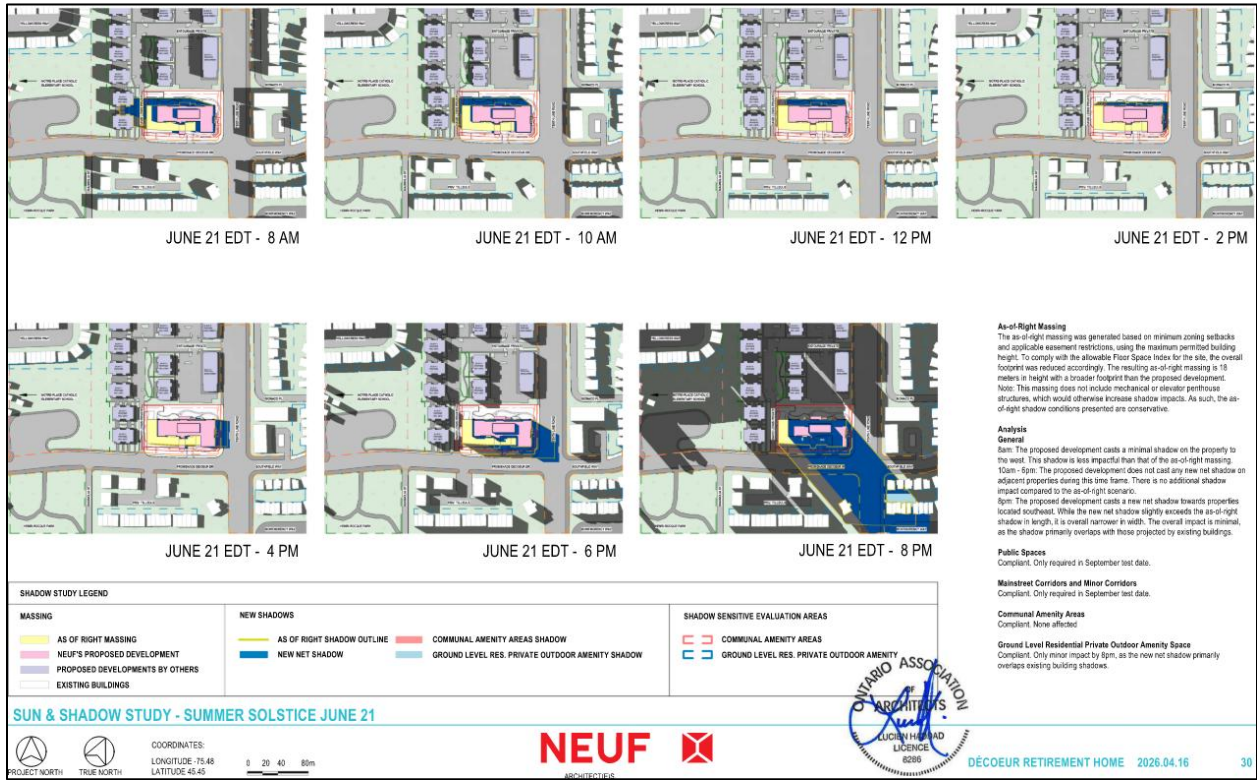 JUNE 21 EDT - 8 AM
JUNE 21 EDT - 10 AM
JUNE 21 EDT - 12 PM
JUNE 21 EDT - 2 PM
JUNE 21 EDT - 4 PM
JUNE 21 EDT - 6 PM
JUNE 21 EDT - 8 PM
As-of-Right Massing
The as-of-right massing was generated based on minimum zoning setbacks
and applicable easement restrictions, using the maximum permitted building
height. To comply with the allowable Floor Space Index for the site, the overall
footprint was reduced accordingly. The resulting as-of-right massing is 18
meters in height with a broader footprint than the proposed development.
Note: This massing does not include mechanical or elevator penthouse
structures, which would otherwise increase shadow impacts. As such, the as-
of-right shadow conditions presented are conservative.
Analysis
General
8am: The proposed development casts a minimal shadow on the property to
the west. This shadow is less impactful than that of the as-of-right massing.
10am - 6pm: The proposed development does not cast any new net shadow on
adjacent properties during this time frame. There is no additional shadow
impact compared to the as-of-right scenario.
8pm: The proposed development casts a new net shadow towards properties
located southeast. While the new net shadow slightly exceeds the as-of-right
shadow in length, it is overall narrower in width. The overall impact is minimal,
as the shadow primarily overlaps with those projected by existing buildings.
Public Spaces
Compliant. Only required in September test date.
Mainstreet Corridors and Minor Corridors
Compliant. Only required in September test date.
Communal Amenity Areas
Compliant. None affected
Ground Level Residential Private Outdoor Amenity Space
Compliant. Only minor impact by 8pm, as the new net shadow primarily
overlaps existing building shadows.
SHADOW STUDY LEGEND
MASSING
AS OF RIGHT MASSING
NEUF'S PROPOSED DEVELOPMENT
PROPOSED DEVELOPMENTS BY OTHERS
EXISTING BUILDINGS
NEW SHADOWS
AS OF RIGHT SHADOW OUTLINE
NEW NET SHADOW
COMMUNAL AMENITY AREAS SHADOW
GROUND LEVEL RES. PRIVATE OUTDOOR AMENITY SHADOW
SHADOW SENSITIVE EVALUATION AREAS
COMMUNAL AMENITY AREAS
GROUND LEVEL RES. PRIVATE OUTDOOR AMENITY
ONTARIO ASSOCIATION
OF
ARCHITECTS
LUCIEN HADDAD
LICENCE
8286
SUN & SHADOW STUDY - SUMMER SOLSTICE JUNE 21
PROJECT NORTH
TRUE NORTH
COORDINATES:
LONGITUDE -75.48
LATITUDE 45.45
0 20 40 80m
NEUF
ARCHITECT(E)S
DÉCOEUR RETIREMENT HOME 2026.04.16 30